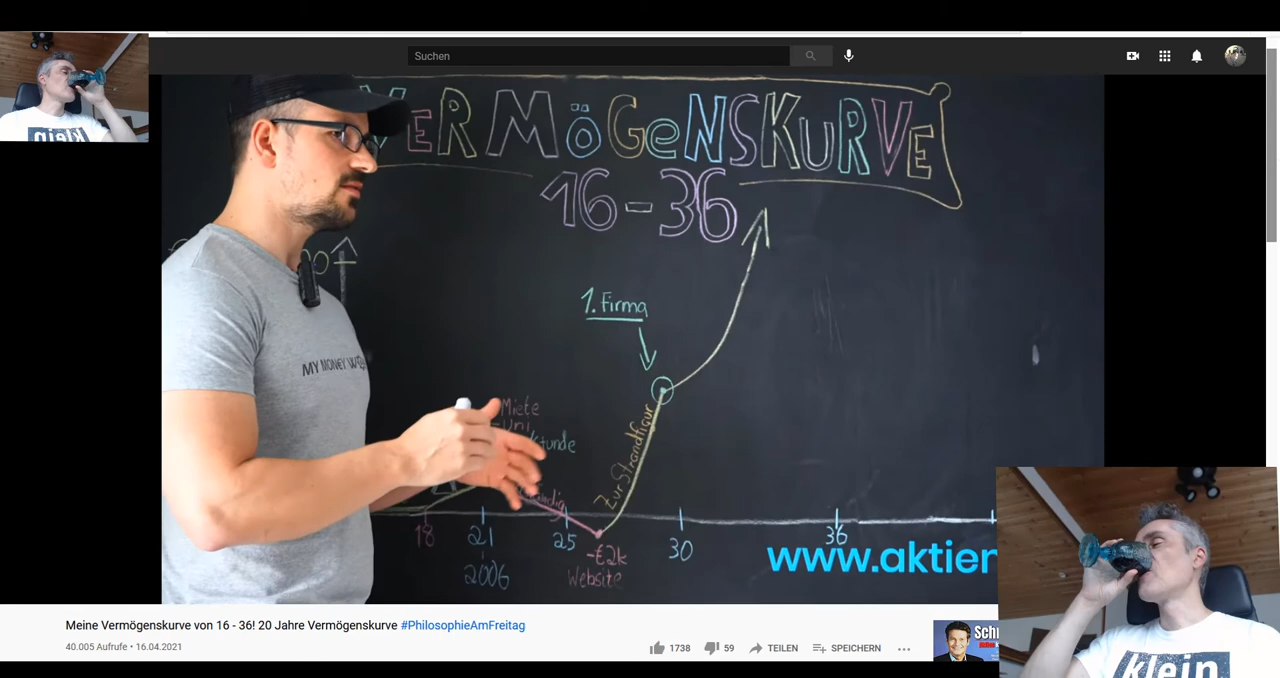 Suchen
VERMÖGENSKURVE
16-36
1. Firma
MY MONEY
Miete
Zur Strandfigur
18
21
25
30
36
2006
-€2k
Website
www.aktien
klein
klein
Meine Vermögenskurve von 16 - 36! 20 Jahre Vermögenskurve #PhilosophieAmFreitag
40.005 Aufrufe • 16.04.2021
1738
59
TEILEN
SPEICHERN